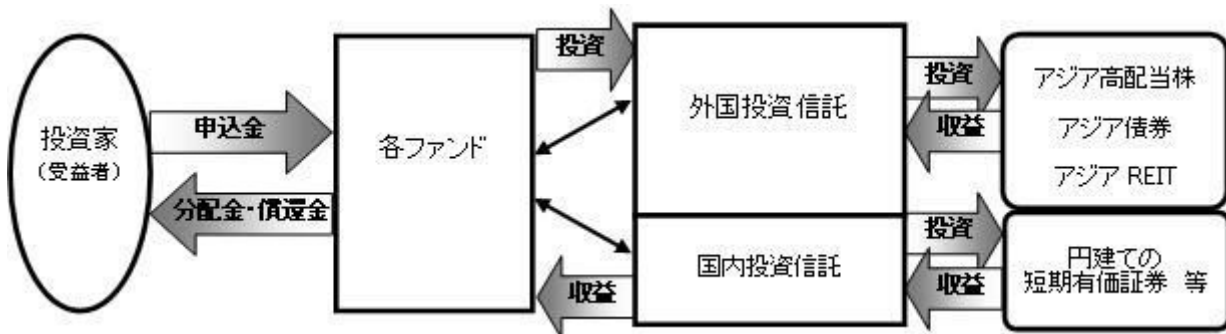 投資家
（受益者）
申込金
分配金・償還金
各ファンド
投資
収益
外国投資信託
国内投資信託
投資
収益
アジア高配当株
アジア債券
アジア REIT
投資
収益
円建ての
短期有価証券 等